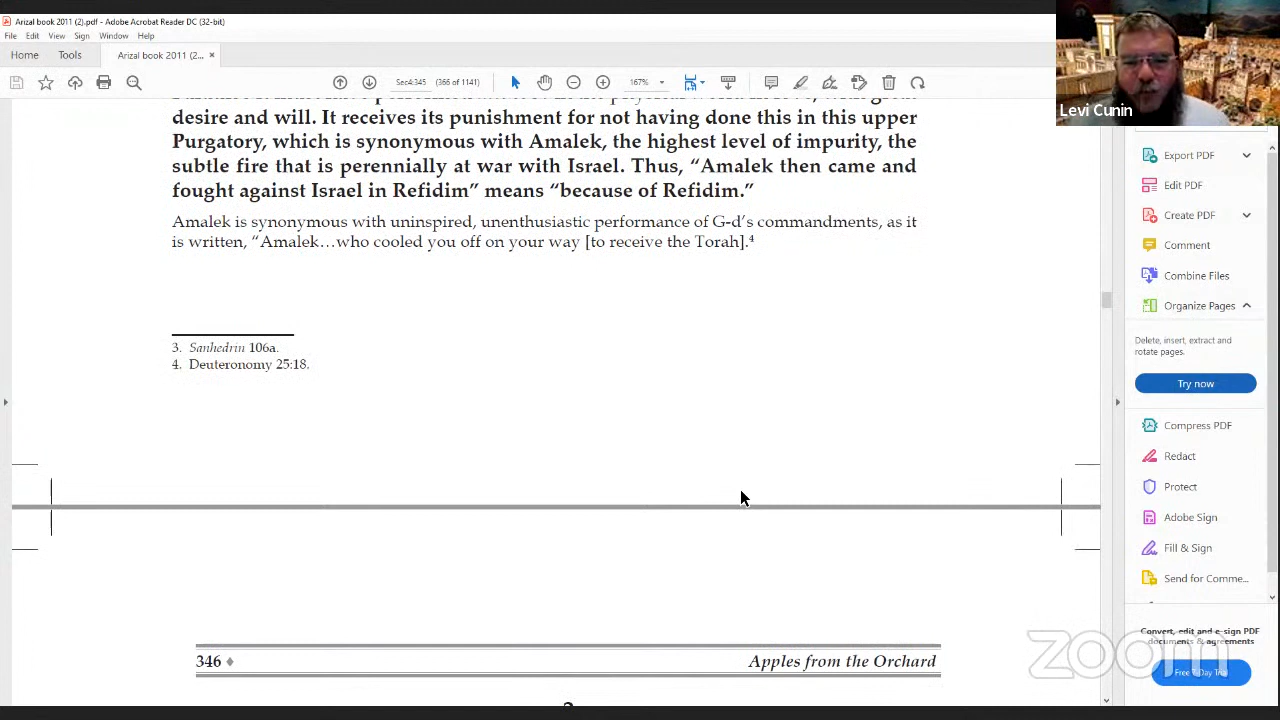 Arizal book 2011 (2).pdf - Adobe Acrobat Reader DC (32-bit)
File Edit View Sign Window Help
Home Tools Arizal book 2011 (2... ×
Sec4:345 (366 of 1141) 167%
Levi Cunin
desire and will. It receives its punishment for not having done this in this upper
Purgatory, which is synonymous with Amalek, the highest level of impurity, the
subtle fire that is perennially at war with Israel. Thus, “Amalek then came and
fought against Israel in Refidim” means “because of Refidim.”
Amalek is synonymous with uninspired, unenthusiastic performance of G-d’s commandments, as it
is written, “Amalek…who cooled you off on your way [to receive the Torah].⁴
3. Sanhedrin 106a.
4. Deuteronomy 25:18.
346 ♦ Apples from the Orchard
Export PDF
Edit PDF
Create PDF
Comment
Combine Files
Organize Pages
Delete, insert, extract and
rotate pages.
Try now
Compress PDF
Redact
Protect
Adobe Sign
Fill & Sign
Send for Comme...
Convert, edit and e-sign PDF
documents & agreements
Free 7-Day Trial
zoom